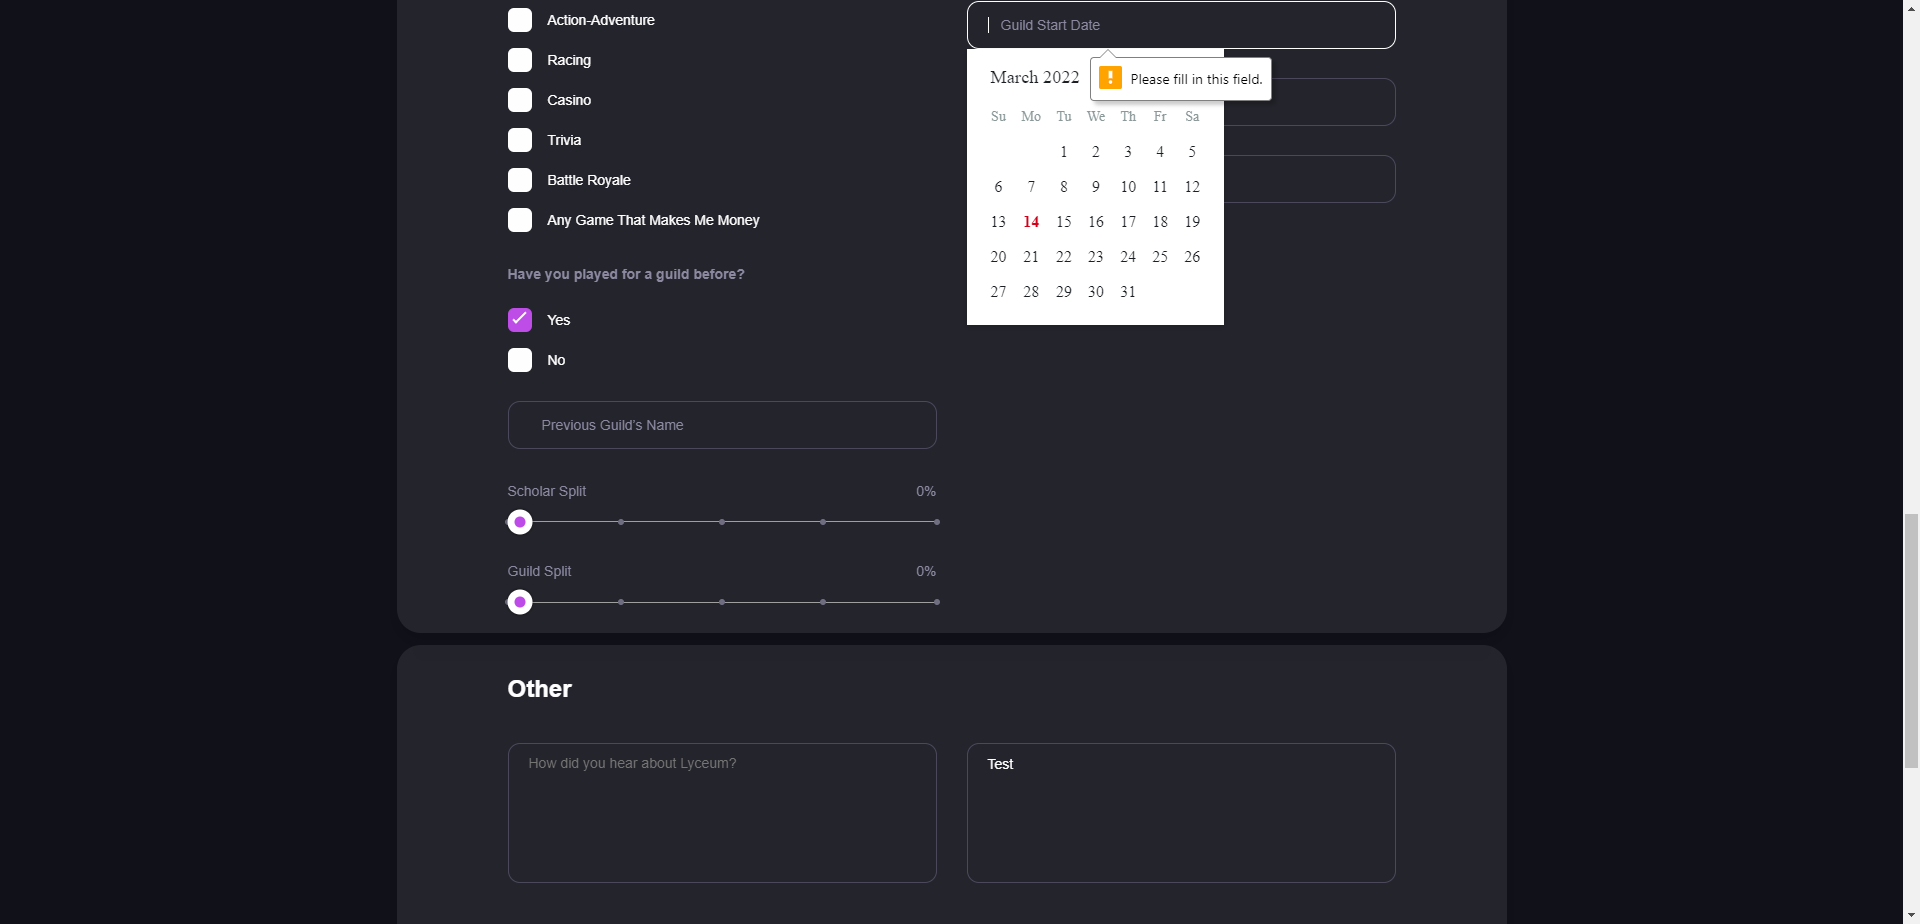 Action-Adventure
Racing
Casino
Trivia
Battle Royale
Any Game That Makes Me Money
Have you played for a guild before?
Yes
No
Previous Guild's Name
Scholar Split 0%
Guild Split 0%
Guild Start Date
March 2022
Please fill in this field.
Su Mo Tu We Th Fr Sa
1 2 3 4 5
6 7 8 9 10 11 12
13 14 15 16 17 18 19
20 21 22 23 24 25 26
27 28 29 30 31
Other
How did you hear about Lyceum?
Test